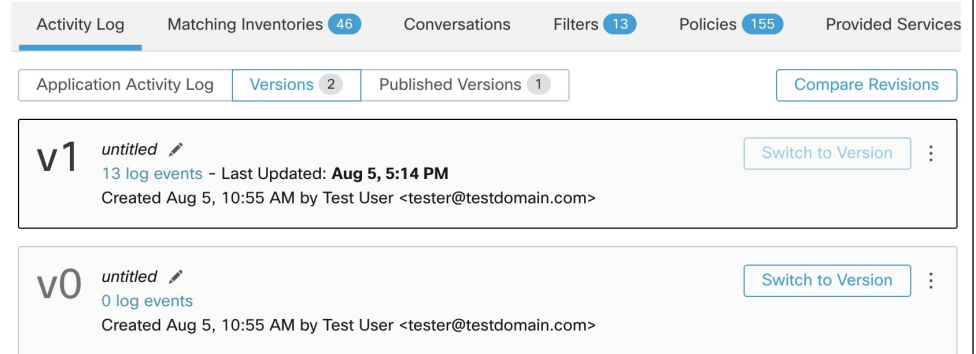 Activity Log Matching Inventories 46 Conversations Filters 13 Policies 155 Provided Services
Application Activity Log Versions 2 Published Versions 1 Compare Revisions
v1 untitled Switch to Version
13 log events - Last Updated: Aug 5, 5:14 PM
Created Aug 5, 10:55 AM by Test User <tester@testdomain.com>
v0 untitled Switch to Version
0 log events
Created Aug 5, 10:55 AM by Test User <tester@testdomain.com>